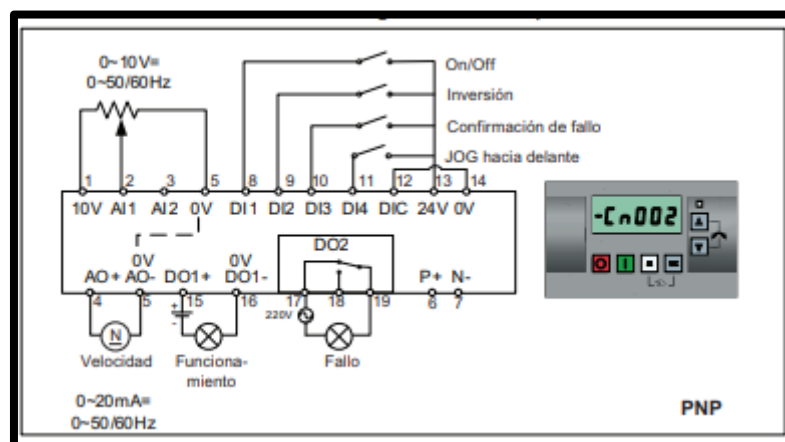 0~10V=
0~50/60Hz
On/Off
Inversión
Confirmación de fallo
JOG hacia delante
1 2 3 5 8 9 10 11 12 13 14
10V AI1 AI2 0V DI1 DI2 DI3 DI4 DIC 24V 0V
-Cn002
DO2
0V 0V
AO+ AO- DO1+ DO1- P+ N-
4 5 15 16 17 18 19 6 7
+
-
220V
N
Velocidad
Funciona-
miento
Fallo
0~20mA=
0~50/60Hz
PNP